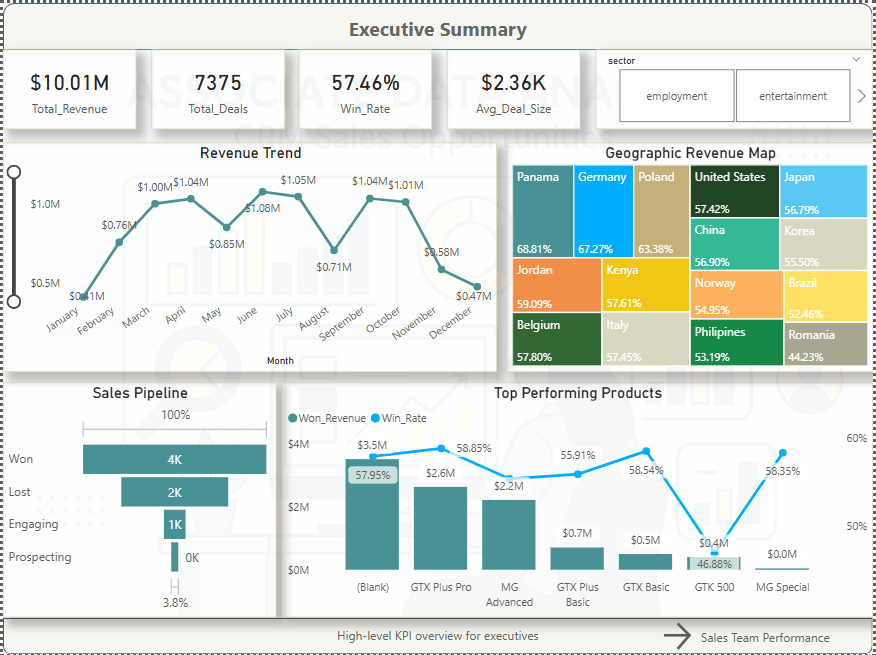 Executive Summary
$10.01M
Total_Revenue
7375
Total_Deals
57.46%
Win_Rate
$2.36K
Avg_Deal_Size
sector
employment
entertainment
CRM Sales Opportunities
Revenue Trend
$1.0M
$0.5M
$0.41M
$0.76M
$1.00M
$1.04M
$0.85M
$1.08M
$1.05M
$0.71M
$1.04M
$1.01M
$0.58M
$0.47M
January
February
March
April
May
June
July
August
September
October
November
December
Month
Geographic Revenue Map
Panama
68.81%
Germany
67.27%
Poland
63.38%
United States
57.42%
Japan
56.79%
China
56.90%
Korea
55.50%
Jordan
59.09%
Kenya
57.61%
Norway
54.95%
Brazil
52.46%
Belgium
57.80%
Italy
57.45%
Philipines
53.19%
Romania
44.23%
Sales Pipeline
100%
Won
4K
Lost
2K
Engaging
1K
Prospecting
0K
3.8%
Top Performing Products
Won_Revenue
Win_Rate
$4M
$2M
$0M
60%
50%
$3.5M
57.95%
58.85%
$2.6M
$2.2M
55.91%
$0.7M
58.54%
$0.5M
$0.4M
46.88%
58.35%
$0.0M
(Blank)
GTX Plus Pro
MG
Advanced
GTX Plus
Basic
GTX Basic
GTK 500
MG Special
High-level KPI overview for executives
Sales Team Performance